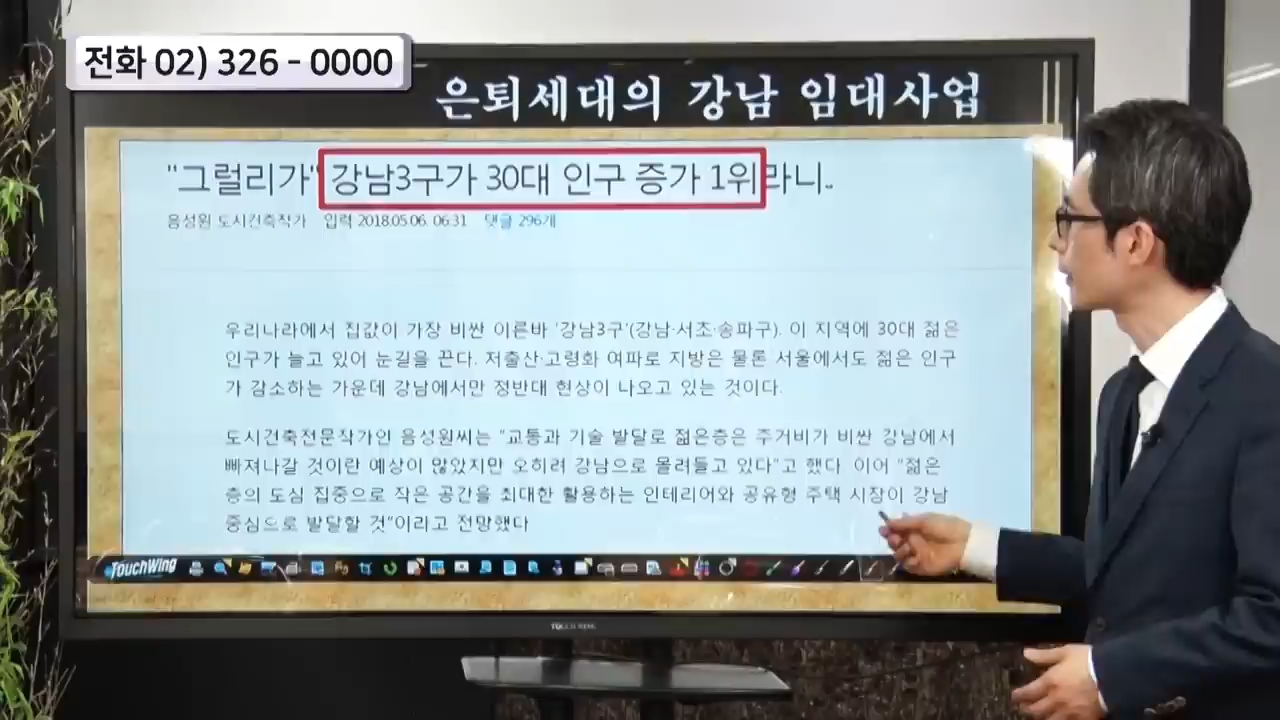 전화 02) 326 - 0000
은퇴세대의 강남 임대사업
"그럴리가" 강남3구가 30대 인구 증가 1위라니..
음성원 도시건축작가 입력 2018.05.06. 06:31 댓글 296개
우리나라에서 집값이 가장 비싼 이른바 '강남3구'(강남·서초·송파구). 이 지역에 30대 젊은
인구가 늘고 있어 눈길을 끈다. 저출산·고령화 여파로 지방은 물론 서울에서도 젊은 인구
가 감소하는 가운데 강남에서만 정반대 현상이 나오고 있는 것이다.
도시건축전문작가인 음성원씨는 "교통과 기술 발달로 젊은층은 주거비가 비싼 강남에서
빠져나갈 것이란 예상이 많았지만 오히려 강남으로 몰려들고 있다"고 했다. 이어 "젊은
층의 도심 집중으로 작은 공간을 최대한 활용하는 인테리어와 공유형 주택 시장이 강남
중심으로 발달할 것"이라고 전망했다
TouchWing